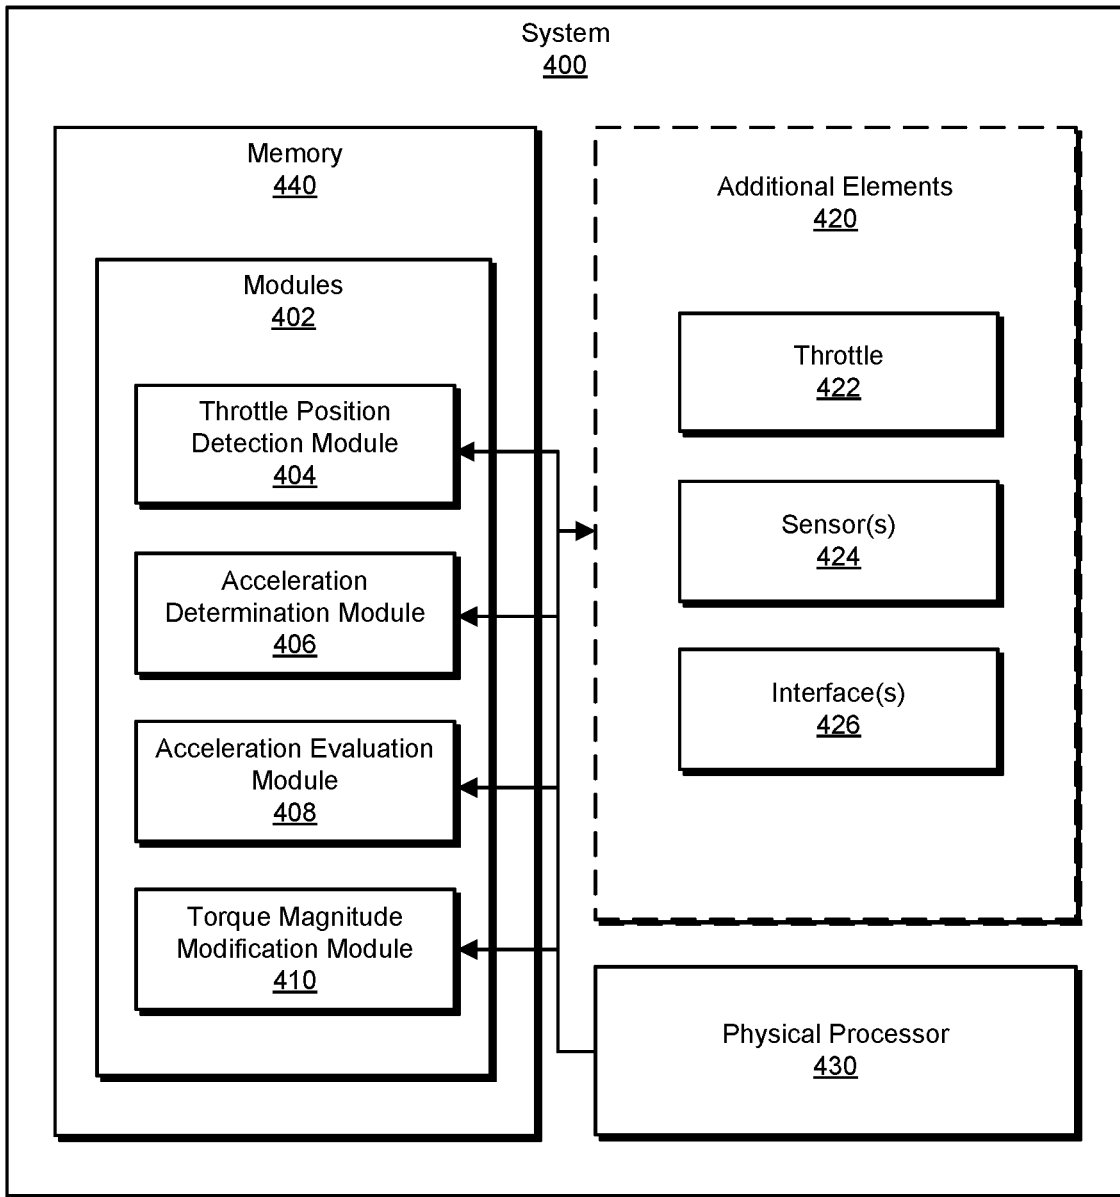 System
400
Memory
440
Modules
402
Throttle Position
Detection Module
404
Acceleration
Determination Module
406
Acceleration Evaluation
Module
408
Torque Magnitude
Modification Module
410
Additional Elements
420
Throttle
422
Sensor(s)
424
Interface(s)
426
Physical Processor
430